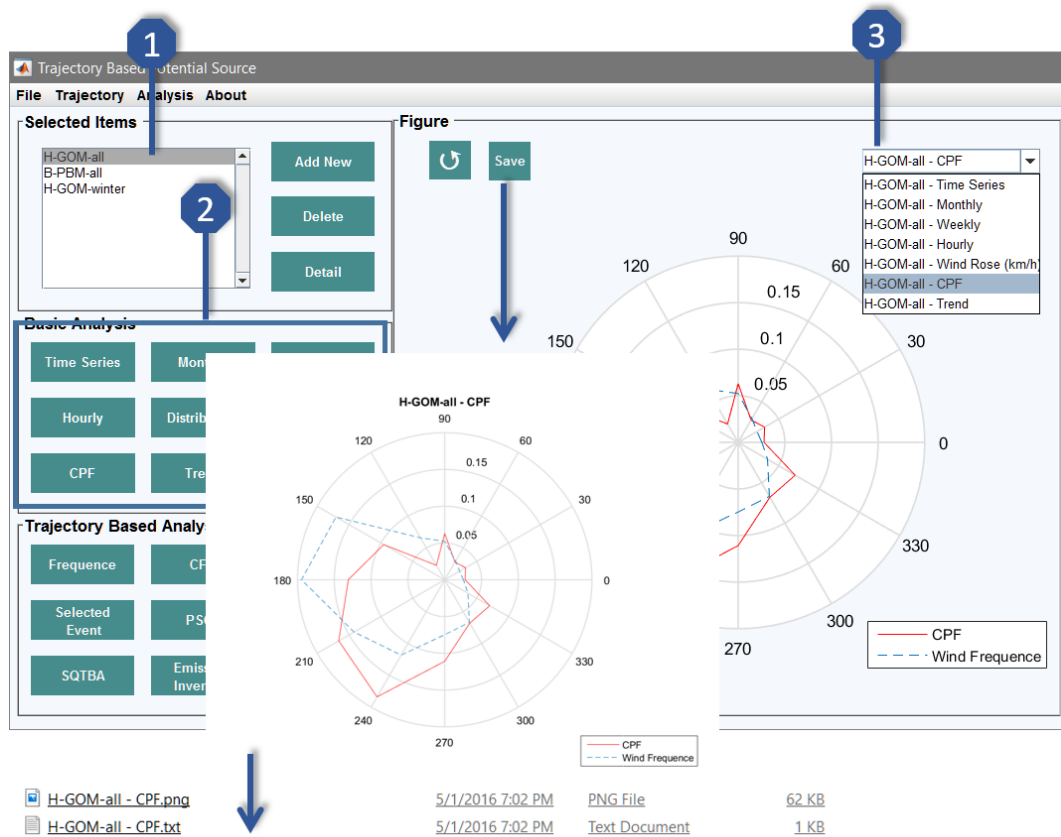 1
3
Trajectory Based Potential Source
File Trajectory Analysis About
Selected Items
H-GOM-all
B-PBM-all
H-GOM-winter
Add New
Delete
Detail
2
Figure
Save
H-GOM-all - CPF
H-GOM-all - Time Series
H-GOM-all - Monthly
H-GOM-all - Weekly
H-GOM-all - Hourly
H-GOM-all - Wind Rose (km/h)
H-GOM-all - CPF
H-GOM-all - Trend
90
120
60
0.15
150
0.1
30
0.05
0
330
300
270
CPF
Wind Frequence
Basic Analysis
Time Series
Mon
Hourly
Distrib
CPF
Tre
Trajectory Based Analy
Frequence
CF
Selected
Event
PS
SQTBA
Emiss
Inver
H-GOM-all - CPF
90
120
60
0.15
150
0.1
30
0.05
180
0
210
330
240
300
270
CPF
Wind Frequence
H-GOM-all - CPF.png 5/1/2016 7:02 PM PNG File 62 KB
H-GOM-all - CPF.txt 5/1/2016 7:02 PM Text Document 1 KB